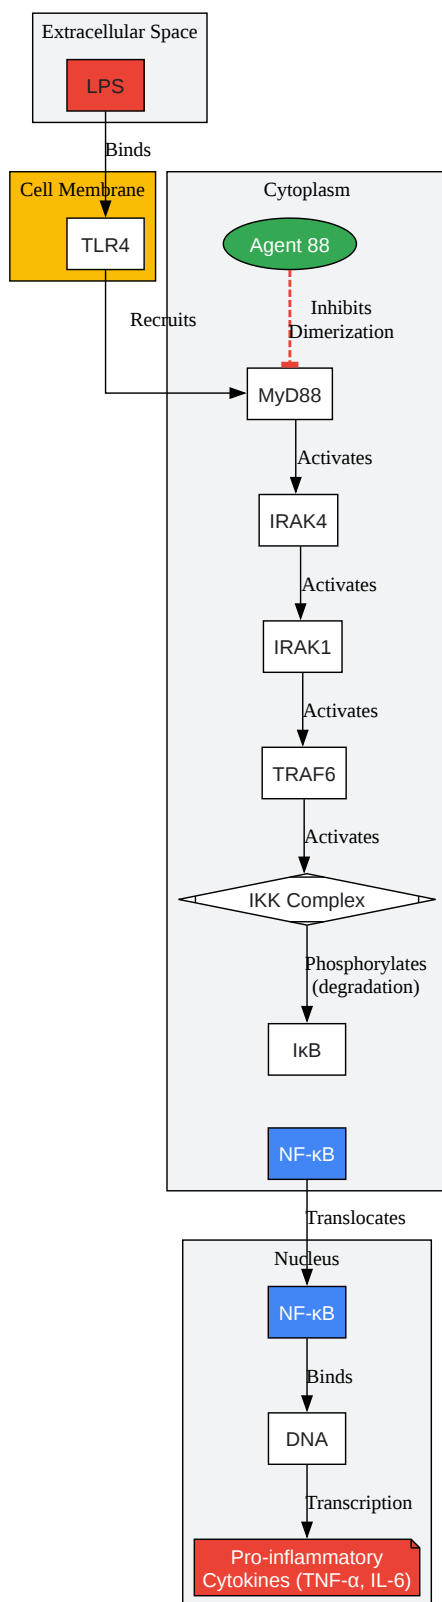 Extracellular Space
LPS
Binds
Cell Membrane
Cytoplasm
TLR4
Agent 88
Recruits
Inhibits
Dimerization
MyD88
Activates
IRAK4
Activates
IRAK1
Activates
TRAF6
Activates
IKK Complex
Phosphorylates
(degradation)
IκB
NF-κB
Translocates
Nucleus
NF-κB
Binds
DNA
Transcription
Pro-inflammatory
Cytokines (TNF-α, IL-6)